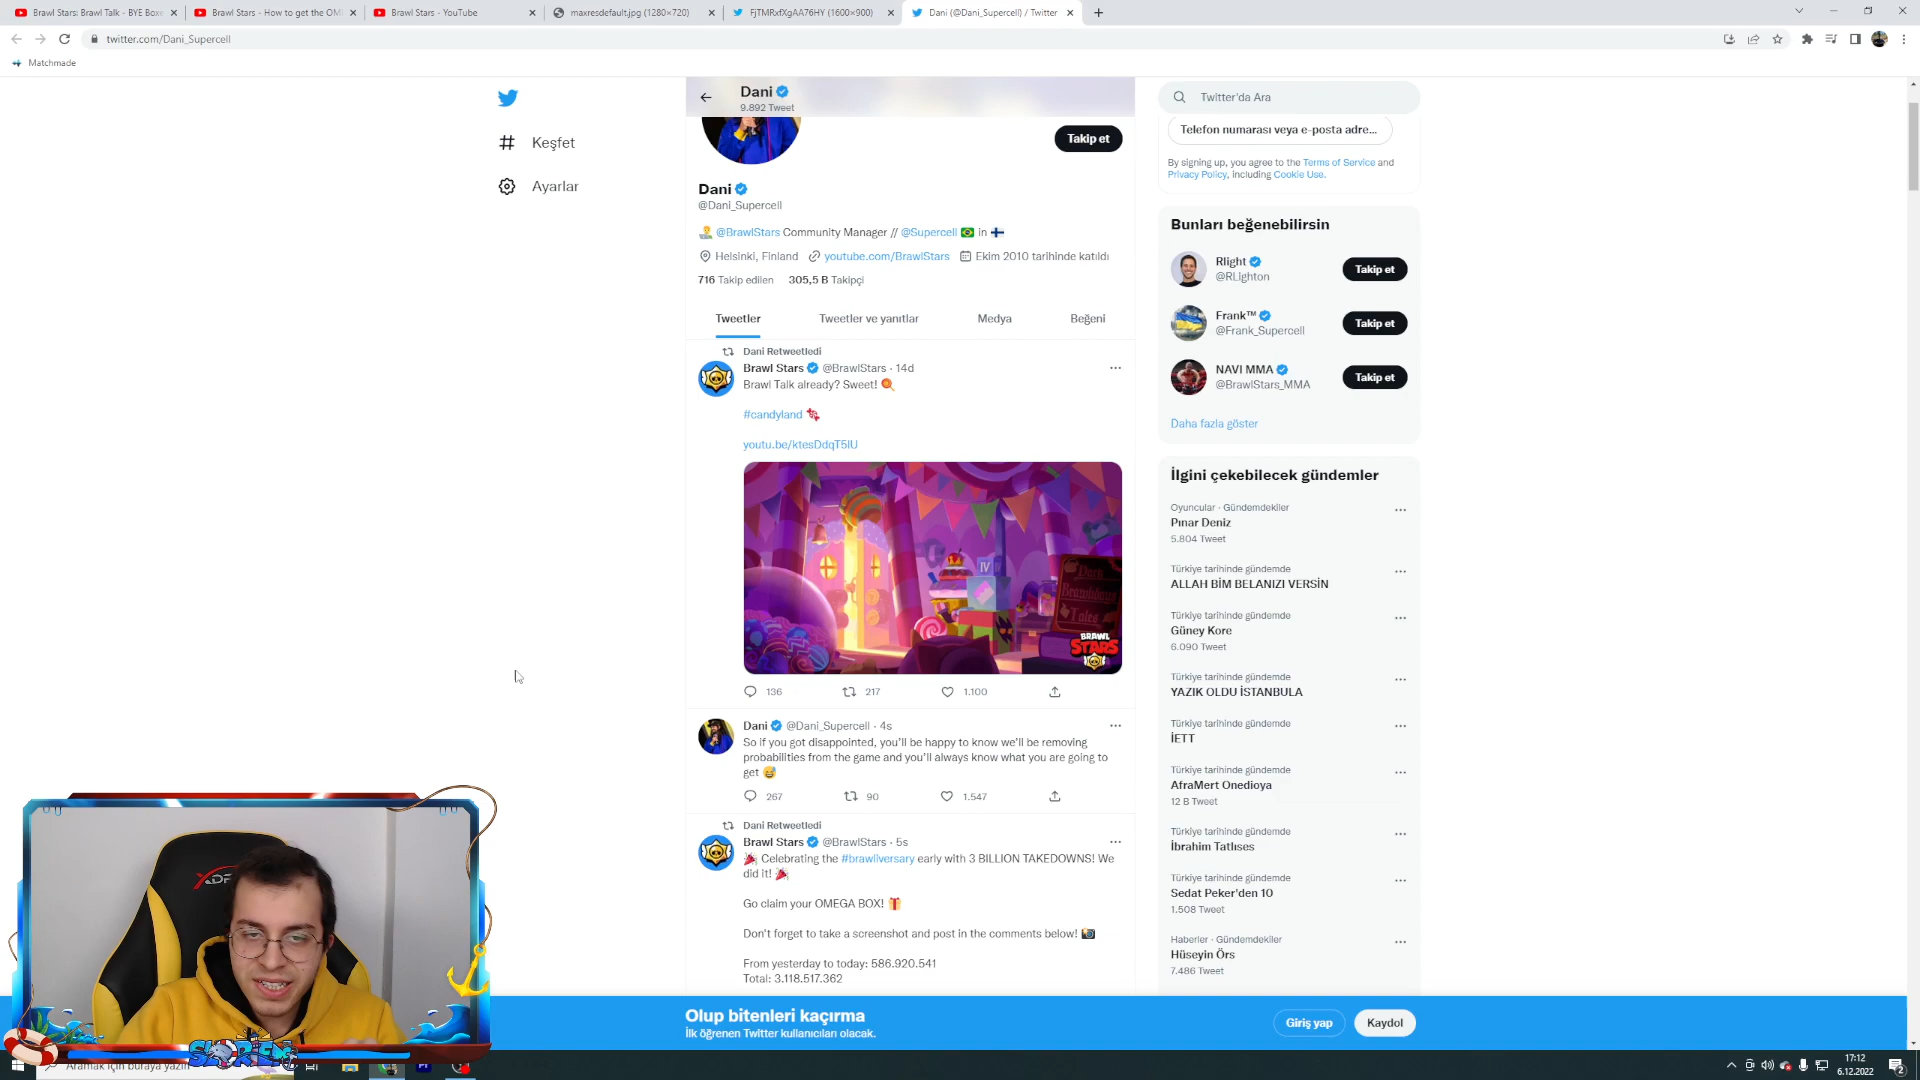 Brawl Stars: Brawl Talk - BYE Boxe
Brawl Stars - How to get the OM
Brawl Stars - YouTube
maxresdefault.jpg (1280×720)
FjTMRxfXgAA76HY (1600×900)
Dani (@Dani_Supercell) / Twitter
twitter.com/Dani_Supercell
Matchmade
Keşfet
Ayarlar
Dani
9.892 Tweet
Takip et
Dani
@Dani_Supercell
@BrawlStars Community Manager // @Supercell 🇧🇷 in 🇫🇮
Helsinki, Finland youtube.com/BrawlStars Ekim 2010 tarihinde katıldı
716 Takip edilen 305,5 B Takipçi
Tweetler Tweetler ve yanıtlar Medya Beğeni
Dani Retweetledi
Brawl Stars @BrawlStars · 14d
Brawl Talk already? Sweet! 🍭
#candyland 🍬
youtu.be/ktesDdqT5IU
IV
Dark
Tales
BRAWL
STARS
136 217 1.100
Dani @Dani_Supercell · 4s
So if you got disappointed, you'll be happy to know we'll be removing
probabilities from the game and you'll always know what you are going to
get 😅
267 90 1.547
Dani Retweetledi
Brawl Stars @BrawlStars · 5s
🎉 Celebrating the #brawliversary early with 3 BILLION TAKEDOWNS! We
did it! 🎉
Go claim your OMEGA BOX! 🎁
Don't forget to take a screenshot and post in the comments below! 📸
From yesterday to today: 586.920.541
Total: 3.118.517.362
Twitter'da Ara
Telefon numarası veya e-posta adre...
By signing up, you agree to the Terms of Service and
Privacy Policy, including Cookie Use.
Bunları beğenebilirsin
Rlight
@RLighton
Takip et
Frank™
@Frank_Supercell
Takip et
NAVI MMA
@BrawlStars_MMA
Takip et
Daha fazla göster
İlgini çekebilecek gündemler
Oyuncular · Gündemdekiler
Pınar Deniz
5.804 Tweet
Türkiye tarihinde gündemde
ALLAH BİM BELANIZI VERSİN
Türkiye tarihinde gündemde
Güney Kore
6.090 Tweet
Türkiye tarihinde gündemde
YAZIK OLDU İSTANBULA
Türkiye tarihinde gündemde
İETT
Türkiye tarihinde gündemde
AfraMert Onedioya
12 B Tweet
Türkiye tarihinde gündemde
İbrahim Tatlıses
Türkiye tarihinde gündemde
Sedat Peker'den 10
1.508 Tweet
Haberler · Gündemdekiler
Hüseyin Örs
7.486 Tweet
Olup bitenleri kaçırma
İlk öğrenen Twitter kullanıcıları olacak.
Giriş yap
Kaydol
Aramak için buraya yazın
Pr
17:12
6.12.2022
2